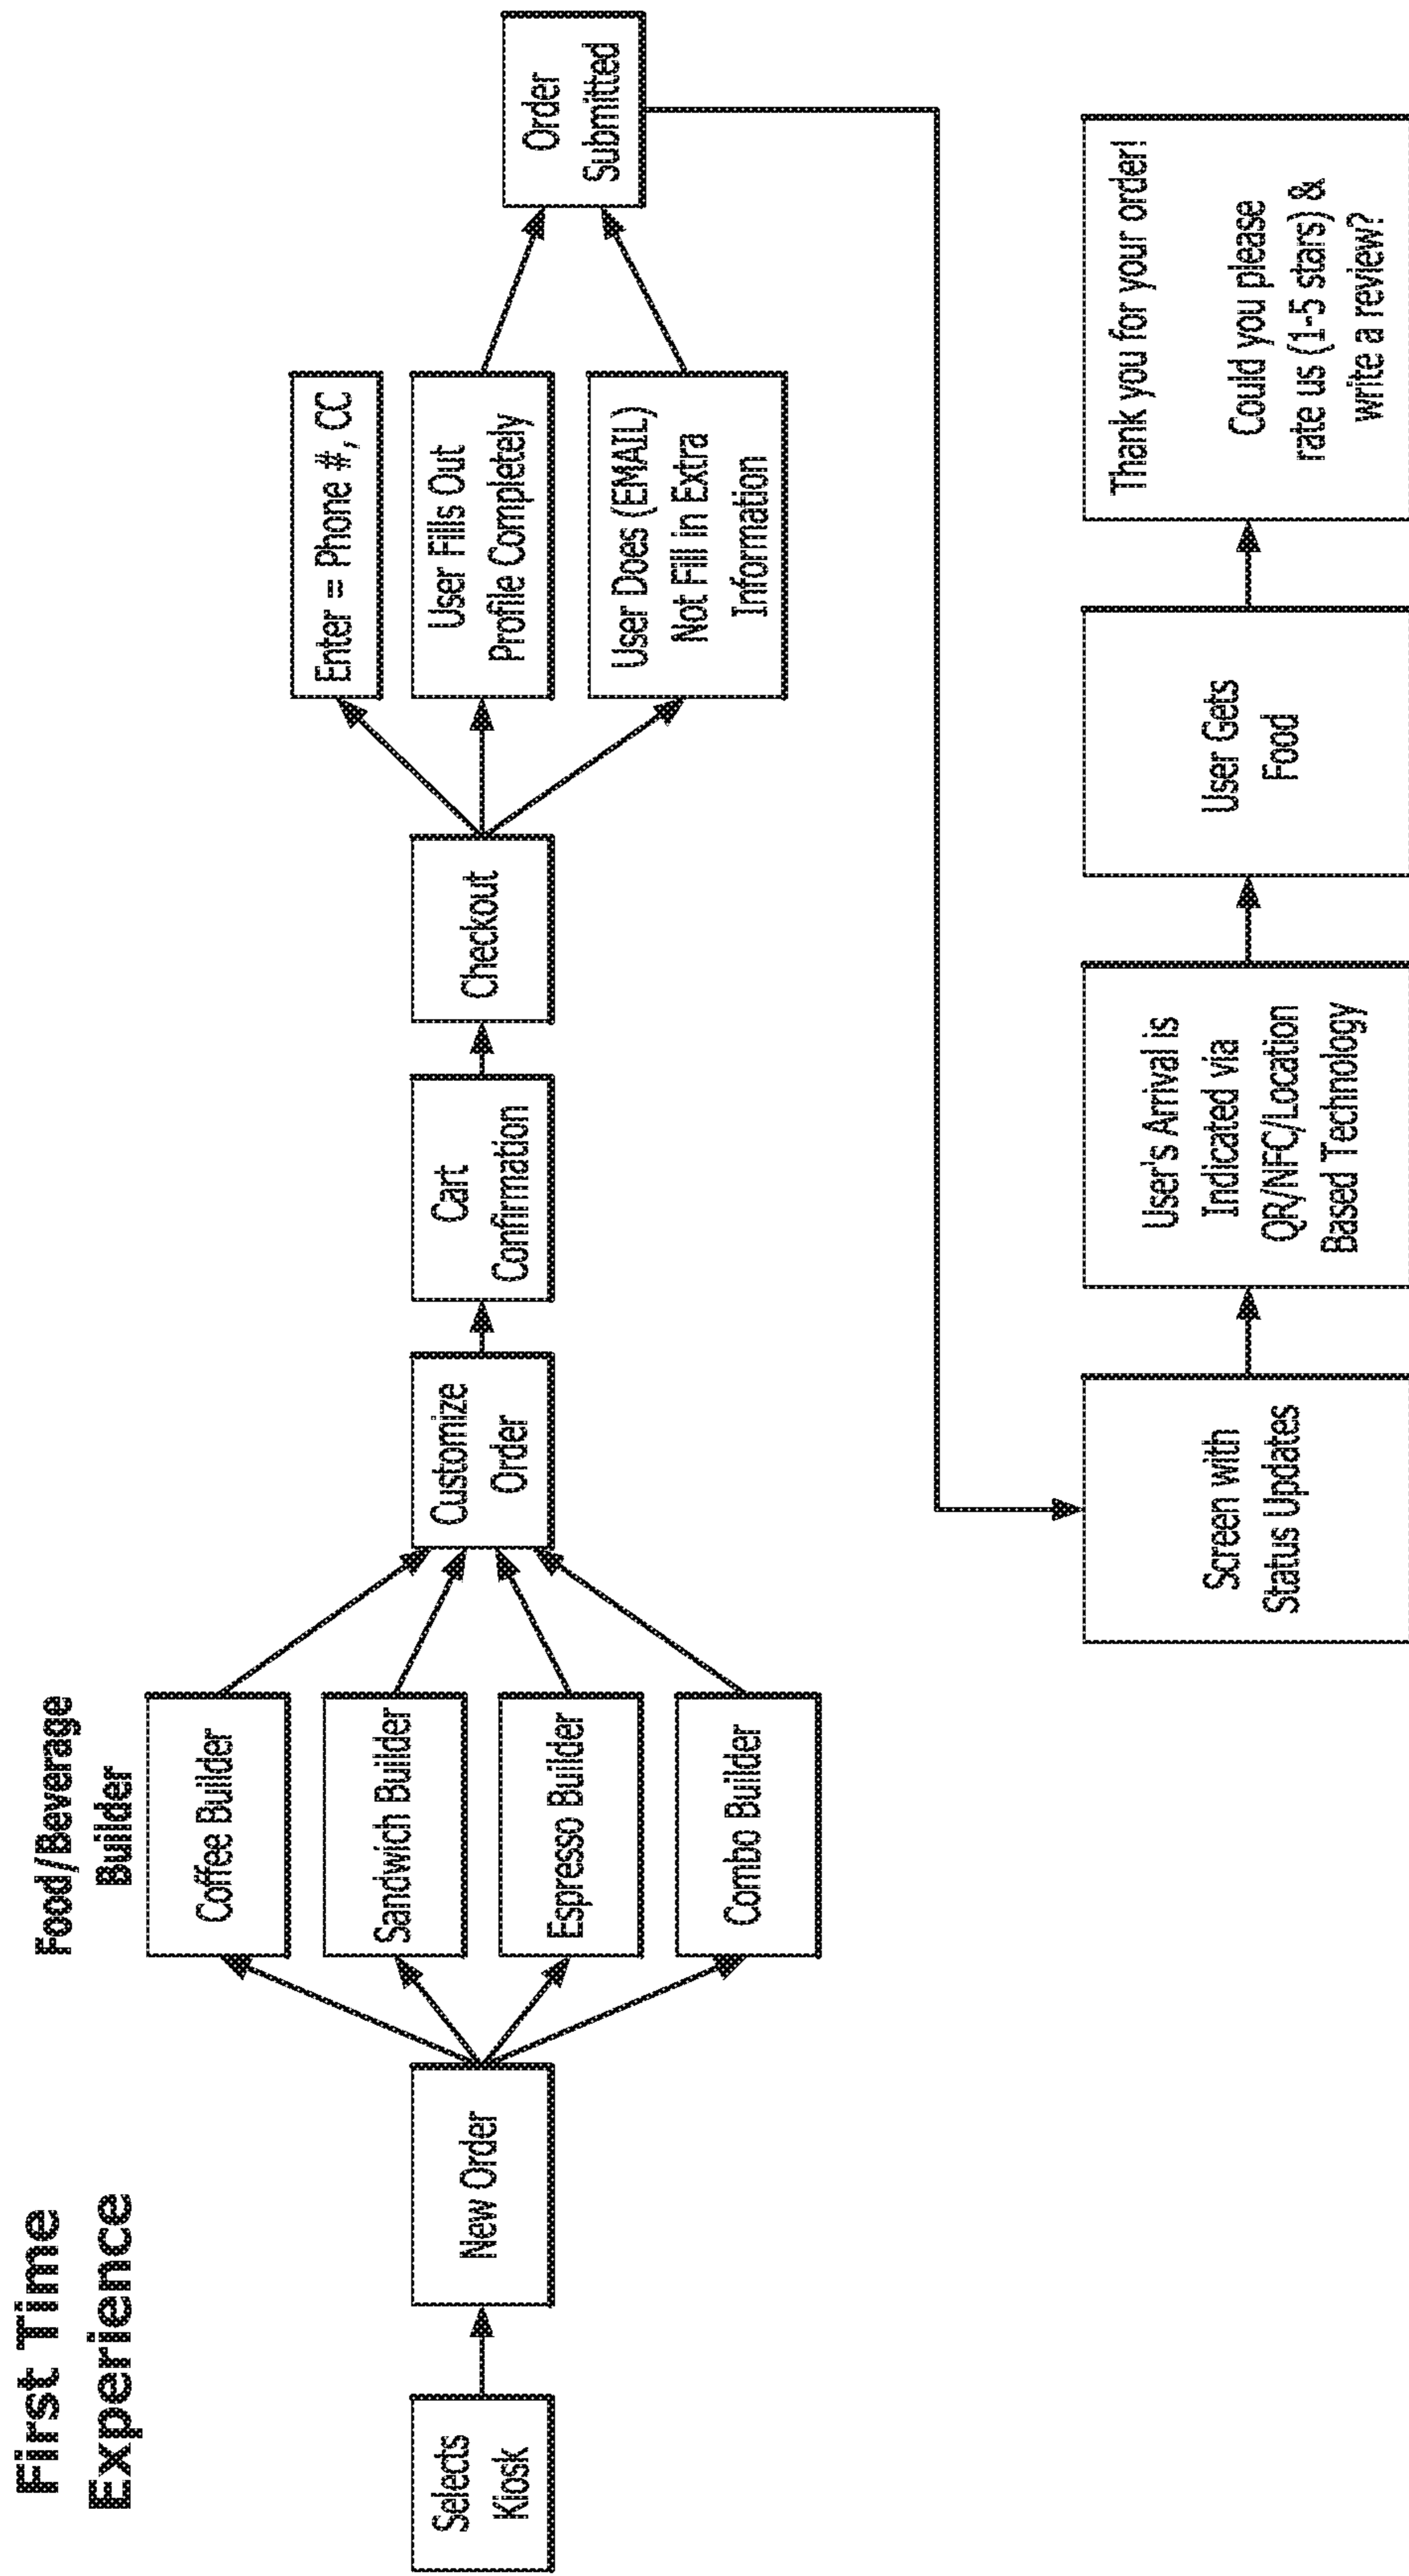 First Time
Experience
Food/Beverage
Builder
Selects
Kiosk
New Order
Coffee Builder
Sandwich Builder
Espresso Builder
Combo Builder
Customize
Order
Cart
Confirmation
Checkout
Enter = Phone #, CC
User Fills Out
Profile Completely
User Does (EMAIL)
Not Fill in Extra
Information
Order
Submitted
Screen with
Status Updates
User's Arrival is
Indicated via
QR/NFC/Location
Based Technology
User Gets
Food
Thank you for your order!
Could you please
rate us (1-5 stars) &
write a review?